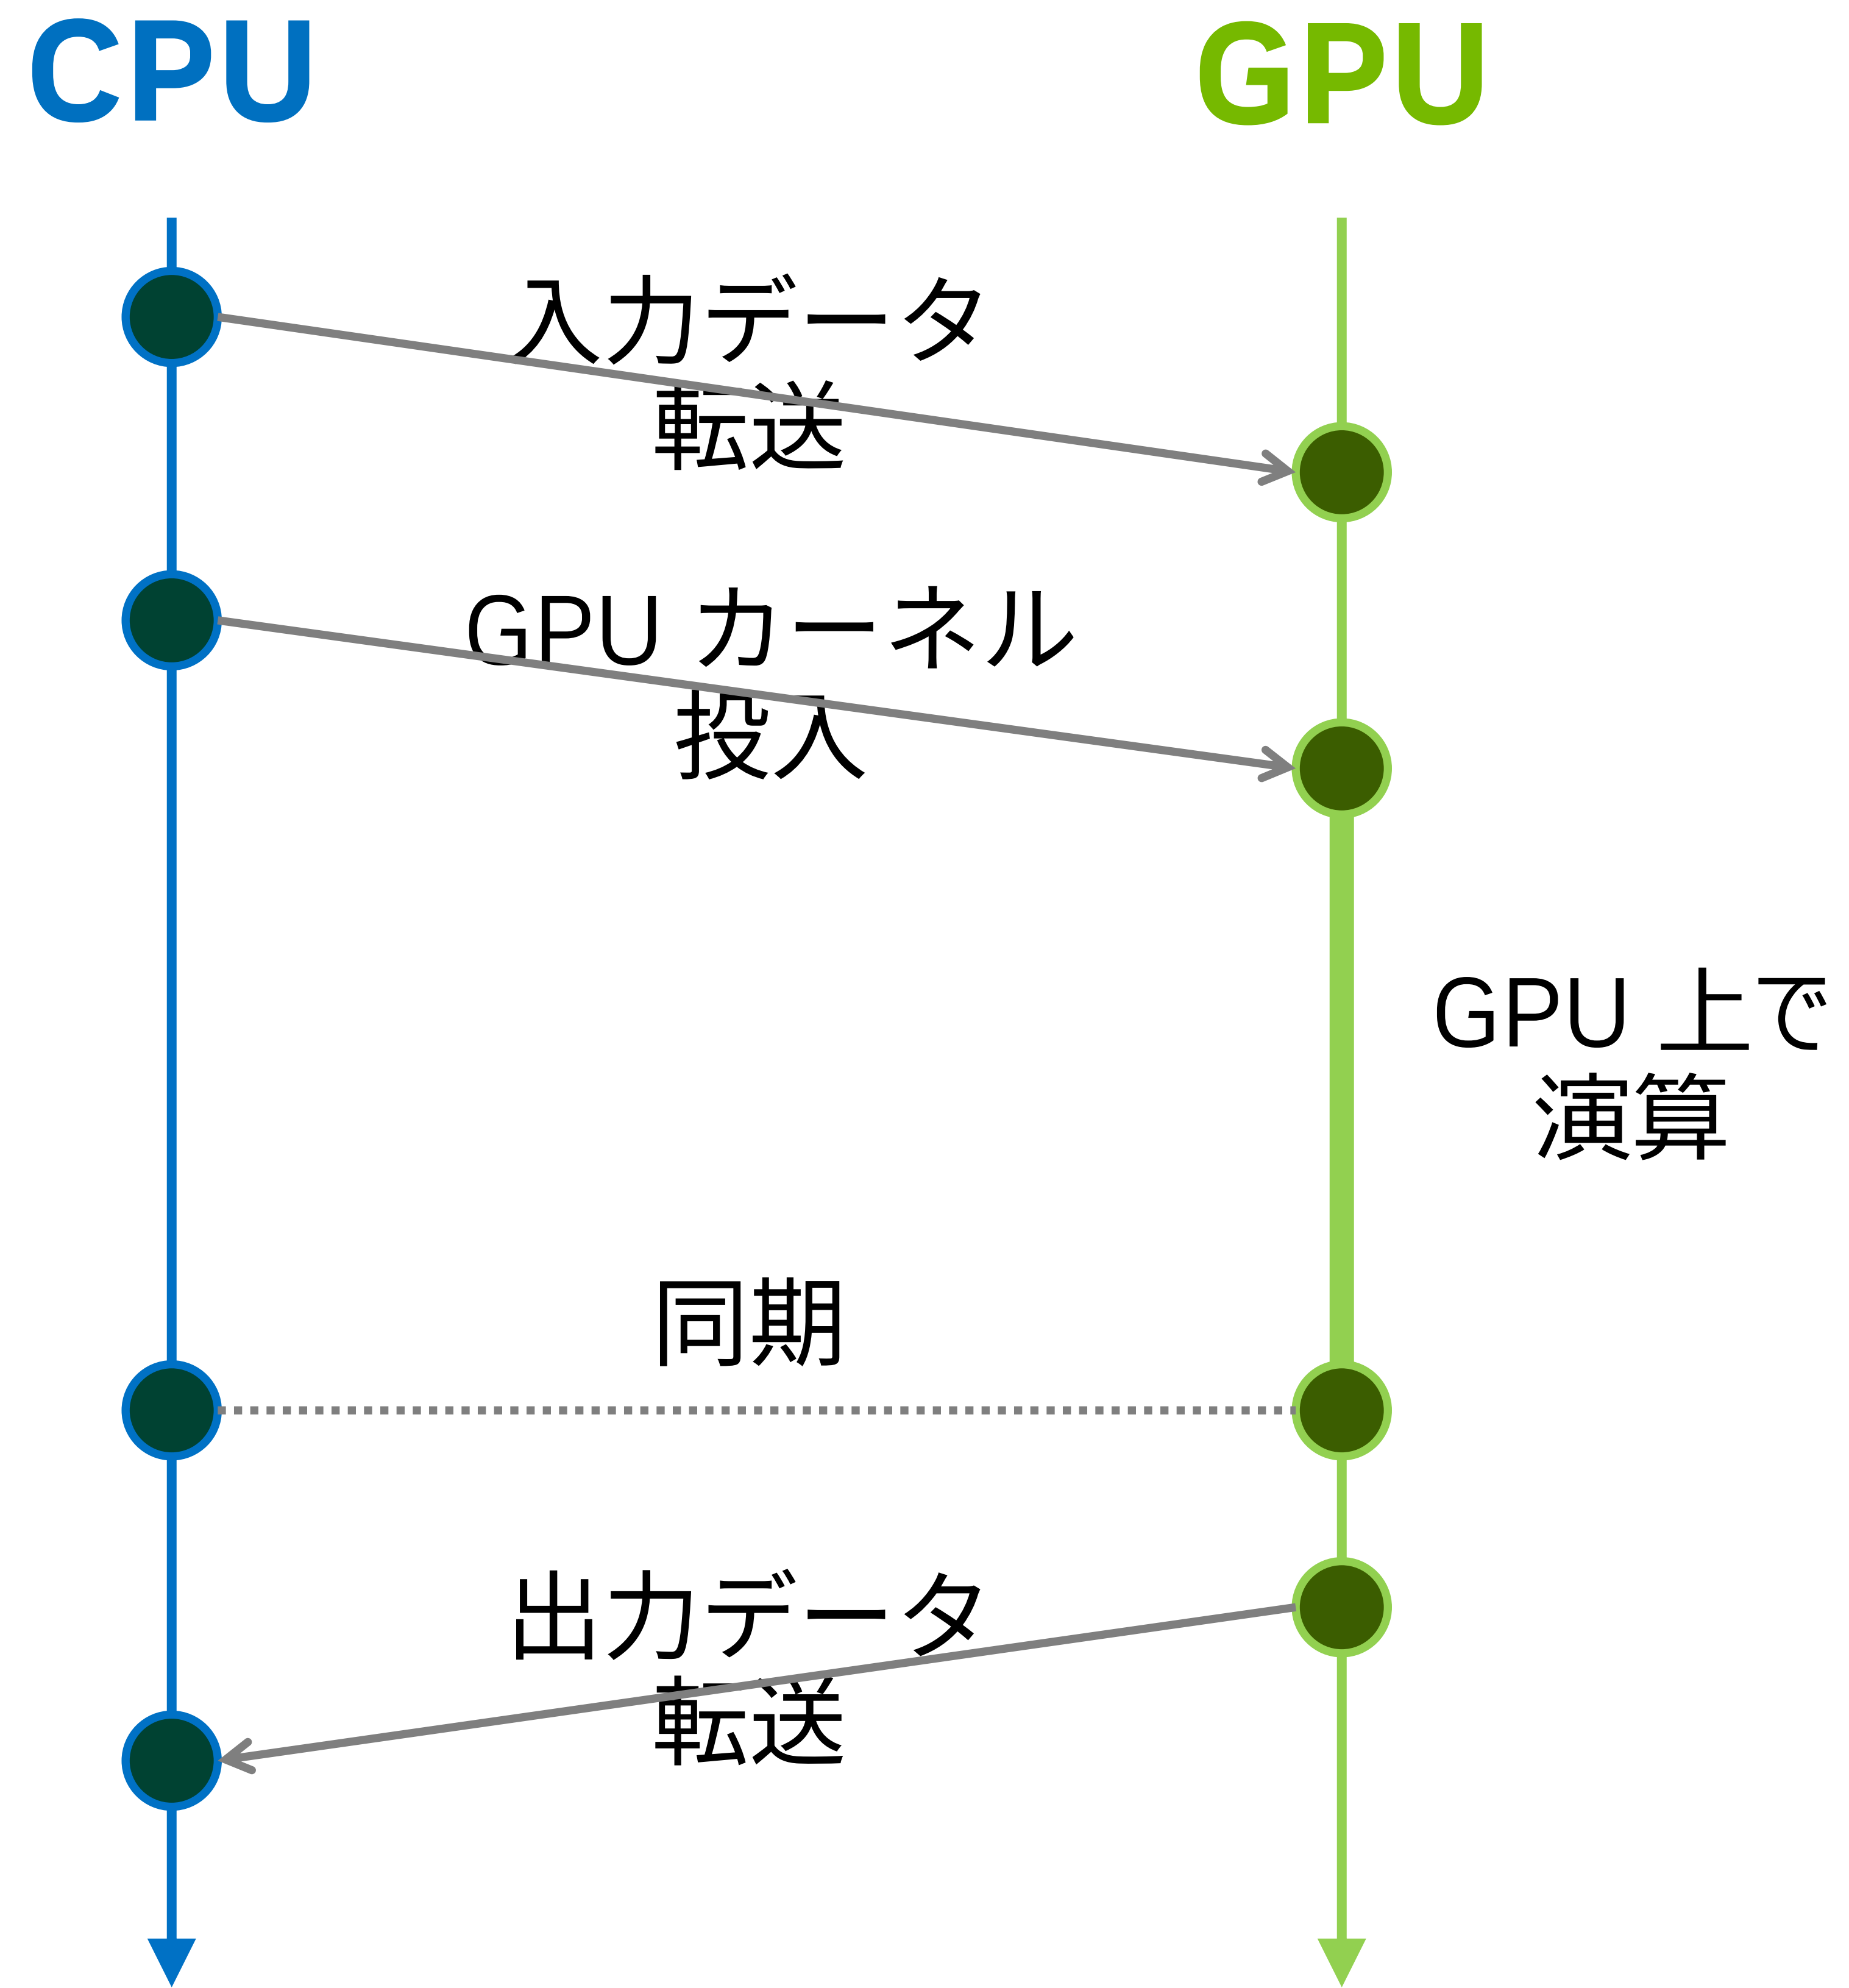 CPU
GPU
入力データ
転送
GPU カーネル
投入
GPU 上で
演算
同期
出力データ
転送